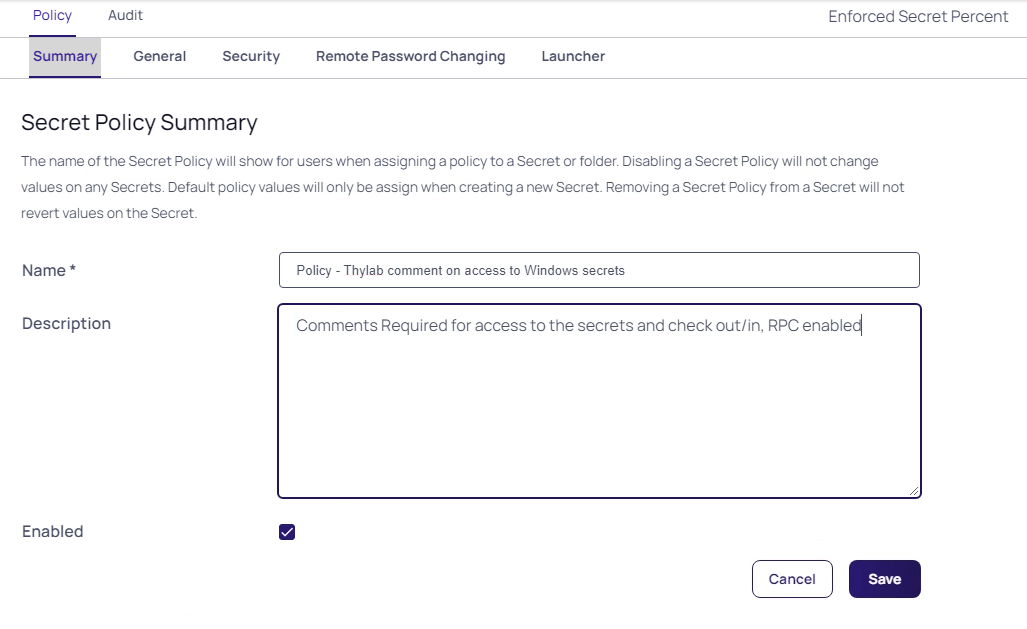 Policy Audit Enforced Secret Percent
Summary General Security Remote Password Changing Launcher
Secret Policy Summary
The name of the Secret Policy will show for users when assigning a policy to a Secret or folder. Disabling a Secret Policy will not change
values on any Secrets. Default policy values will only be assign when creating a new Secret. Removing a Secret Policy from a Secret will not
revert values on the Secret.
Name * Policy - Thylab comment on access to Windows secrets
Description Comments Required for access to the secrets and check out/in, RPC enabled
Enabled
Cancel Save